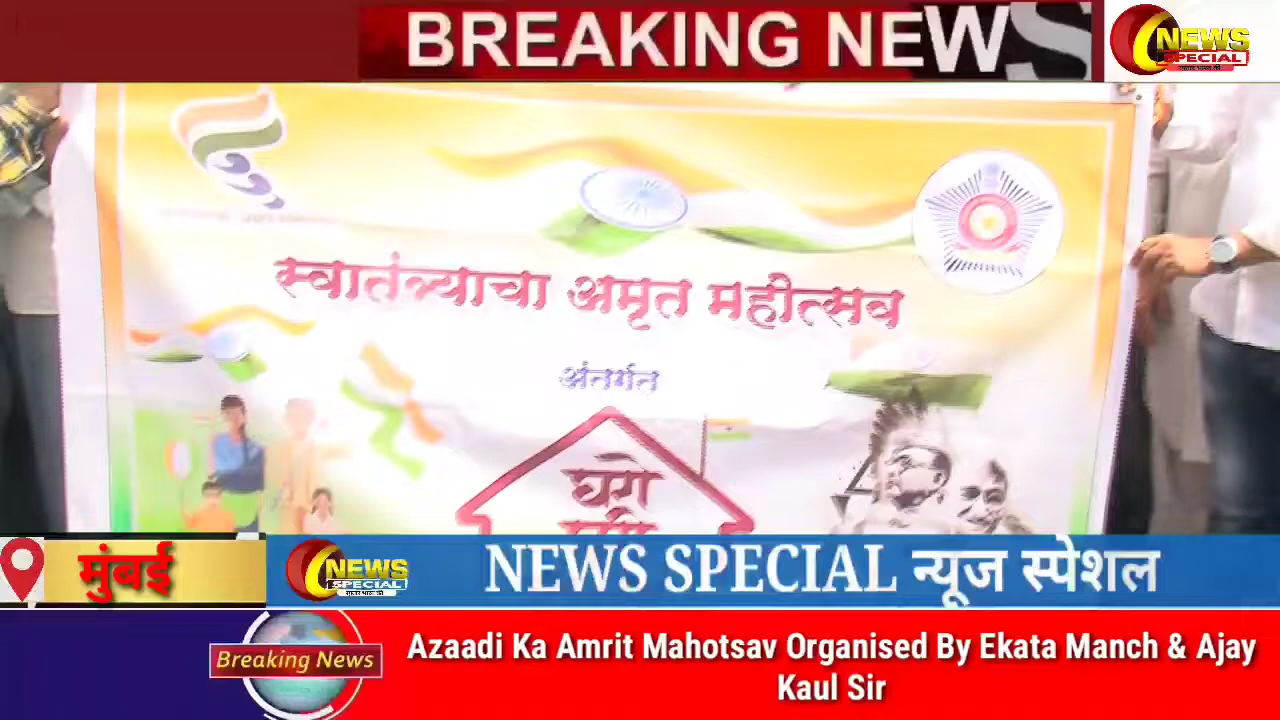 BREAKING NEWS
NEWS
SPECIAL
स्वातंत्र्याचा अमृत महोत्सव
अंतर्गत
घरो
मुंबई
NEWS
SPECIAL
NEWS SPECIAL न्यूज स्पेशल
Breaking News
Azaadi Ka Amrit Mahotsav Organised By Ekata Manch & Ajay
Kaul Sir